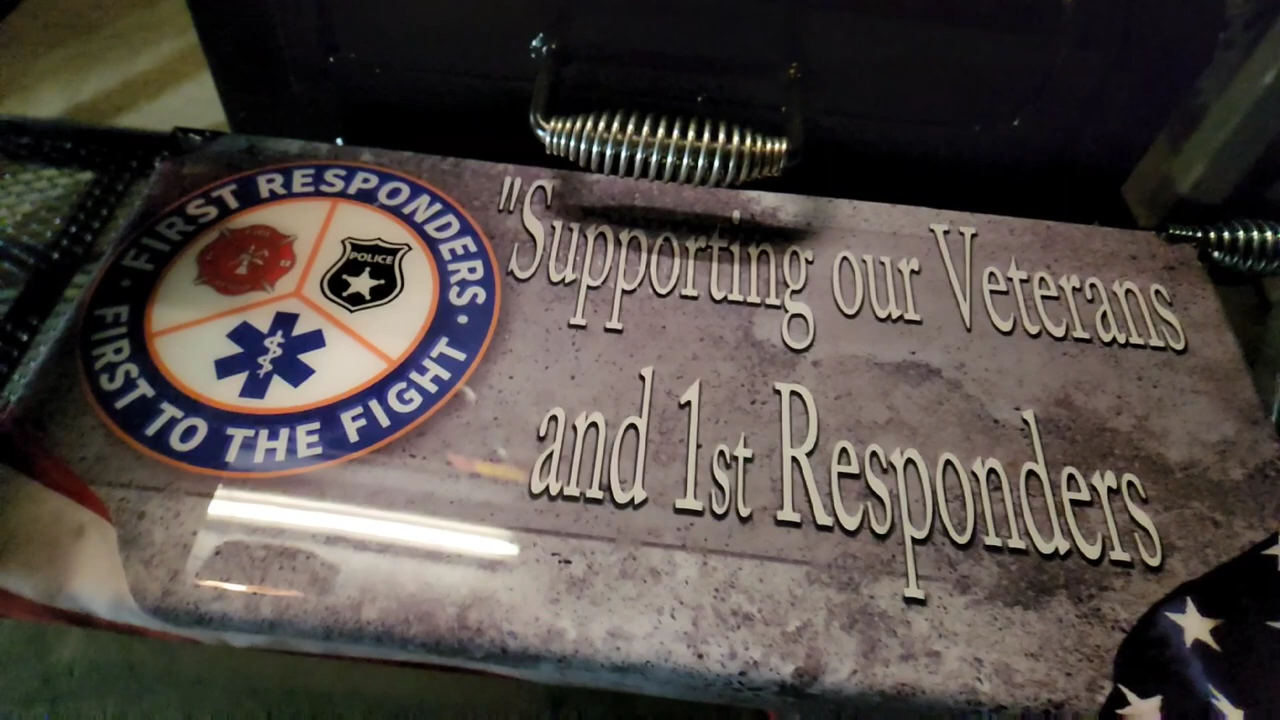 FIRST RESPONDERS
FIRST TO THE FIGHT
POLICE
"Supporting our Veterans
and 1st Responders